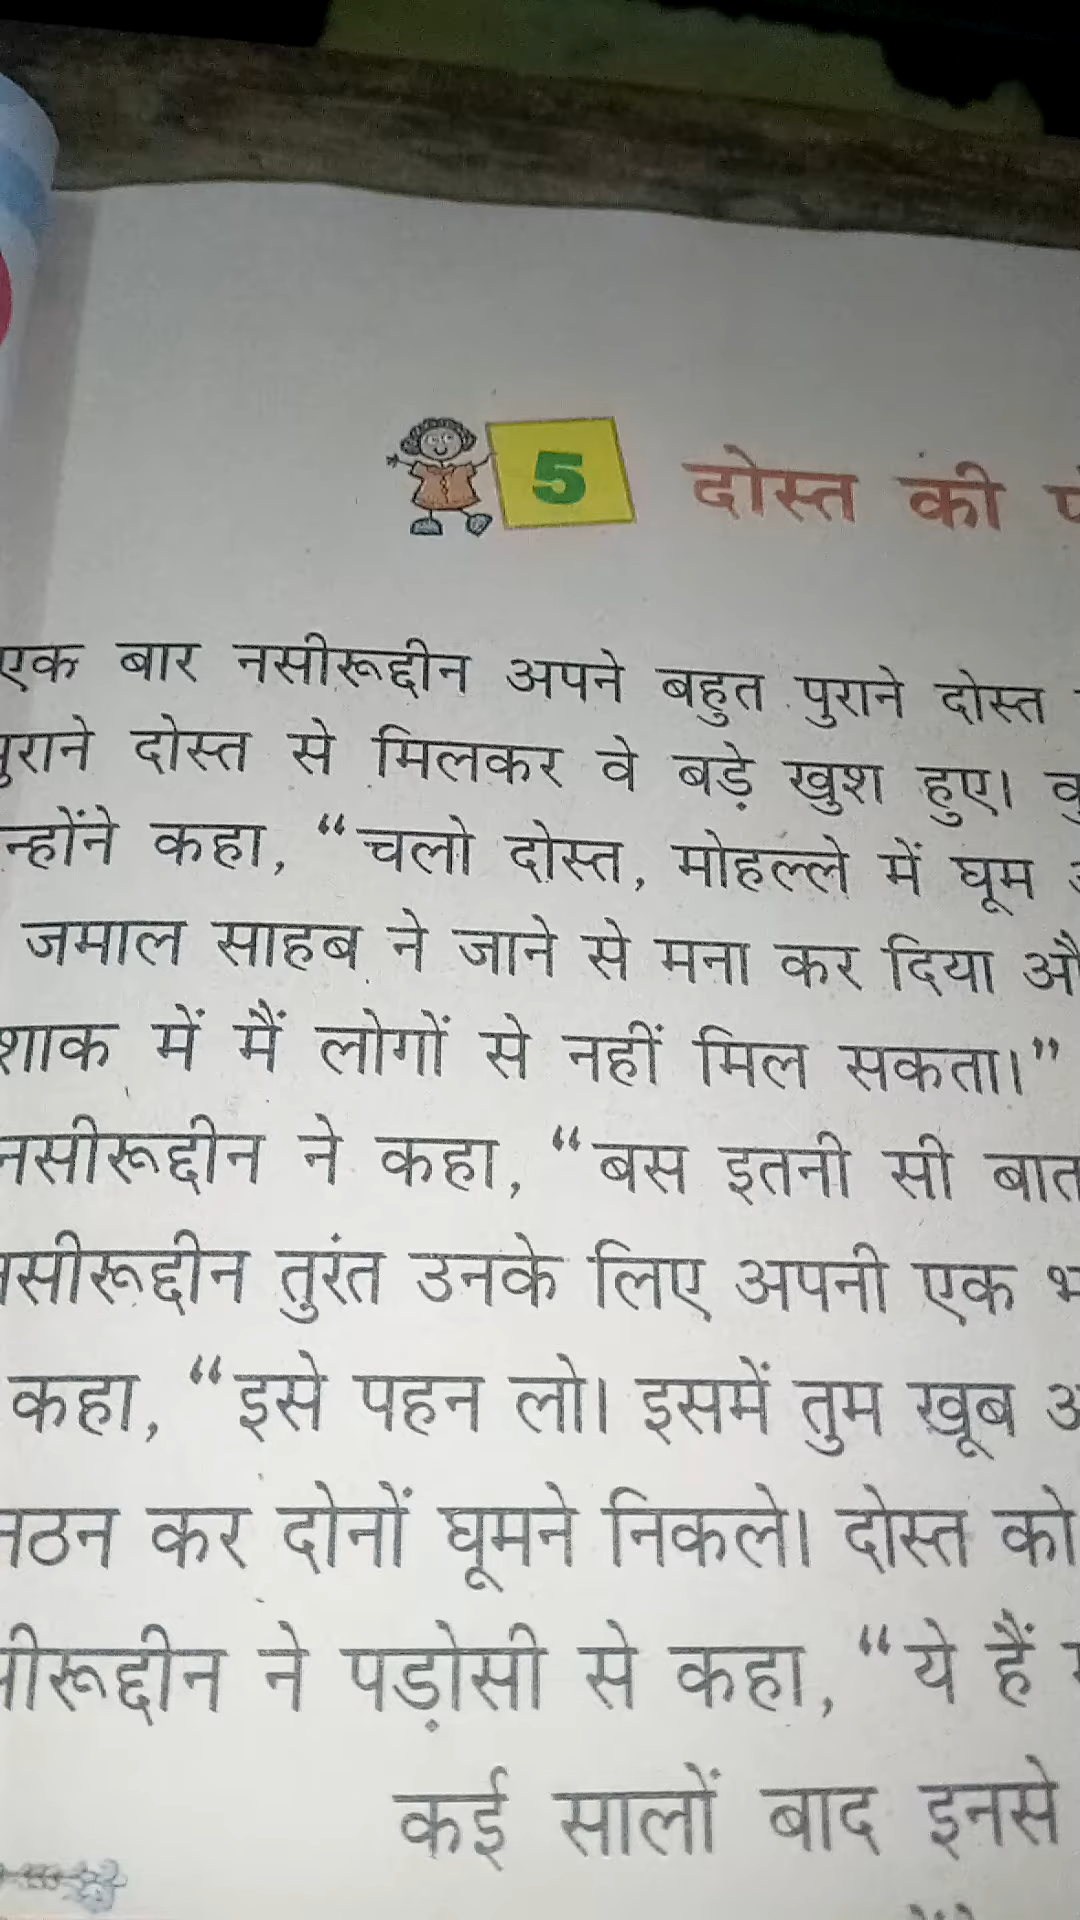 5 दोस्त की
एक बार नसीरूद्दीन अपने बहुत पुराने दोस्त
पुराने दोस्त से मिलकर वे बड़े खुश हुए।
न्होंने कहा, “चलो दोस्त, मोहल्ले में घूम
जमाल साहब ने जाने से मना कर दिया
शाक में मैं लोगों से नहीं मिल सकता।”
नसीरूद्दीन ने कहा, “बस इतनी सी बात
नसीरूद्दीन तुरंत उनके लिए अपनी एक
कहा, “इसे पहन लो। इसमें तुम खूब
नठन कर दोनों घूमने निकले। दोस्त को
सीरूद्दीन ने पड़ोसी से कहा, “ये हैं
कई सालों बाद इनसे